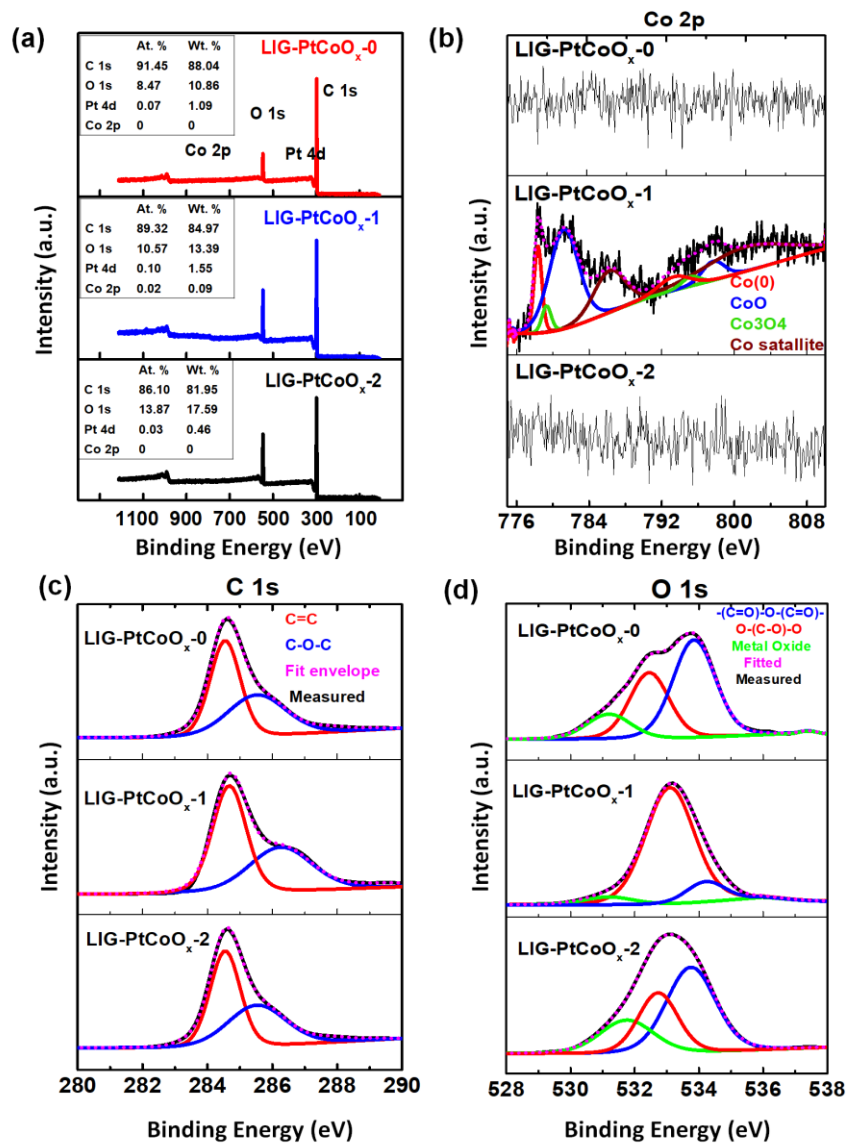 (a)
At. % Wt. %
C 1s 91.45 88.04
O 1s 8.47 10.86
Pt 4d 0.07 1.09
Co 2p 0 0
LIG-PtCoOₓ-0
C 1s
O 1s
Co 2p
Pt 4d
At. % Wt. %
C 1s 89.32 84.97
O 1s 10.57 13.39
Pt 4d 0.10 1.55
Co 2p 0.02 0.09
LIG-PtCoOₓ-1
At. % Wt. %
C 1s 86.10 81.95
O 1s 13.87 17.59
Pt 4d 0.03 0.46
Co 2p 0 0
LIG-PtCoOₓ-2
Intensity (a.u.)
1100 900 700 500 300 100
Binding Energy (eV)
(b)
Co 2p
LIG-PtCoOₓ-0
LIG-PtCoOₓ-1
Co(0)
CoO
Co3O4
Co satallite
LIG-PtCoOₓ-2
Intensity (a.u.)
776 784 792 800 808
Binding Energy (eV)
(c)
C 1s
LIG-PtCoOₓ-0
C=C
C-O-C
Fit envelope
Measured
LIG-PtCoOₓ-1
LIG-PtCoOₓ-2
Intensity (a.u.)
280 282 284 286 288 290
Binding Energy (eV)
(d)
O 1s
LIG-PtCoOₓ-0
-(C=O)-O-(C=O)-
O-(C-O)-O
Metal Oxide
Fitted
Measured
LIG-PtCoOₓ-1
LIG-PtCoOₓ-2
Intensity (a.u.)
528 530 532 534 536 538
Binding Energy (eV)